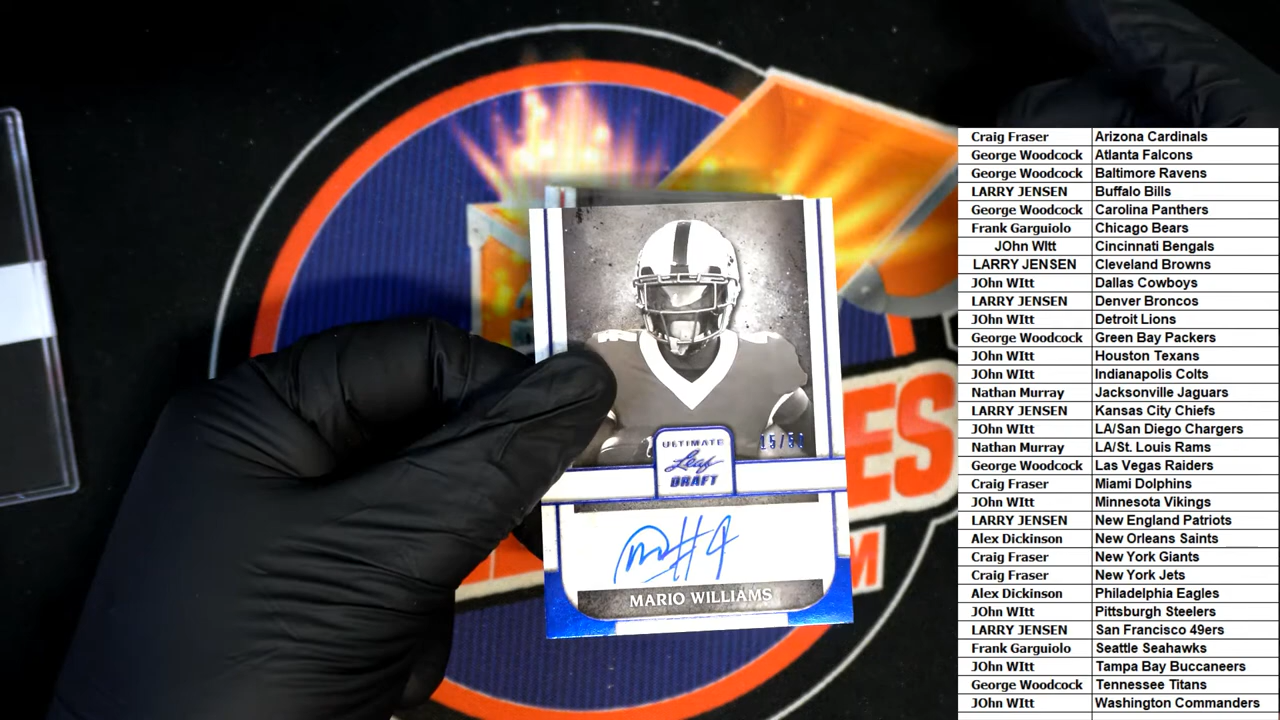 ULTIMATE
Leaf
DRAFT
MARIO WILLIAMS
ES
M
Craig Fraser Arizona Cardinals
George Woodcock Atlanta Falcons
George Woodcock Baltimore Ravens
LARRY JENSEN Buffalo Bills
George Woodcock Carolina Panthers
Frank Garguiolo Chicago Bears
JOhn WItt Cincinnati Bengals
LARRY JENSEN Cleveland Browns
JOhn WItt Dallas Cowboys
LARRY JENSEN Denver Broncos
JOhn WItt Detroit Lions
George Woodcock Green Bay Packers
JOhn WItt Houston Texans
JOhn WItt Indianapolis Colts
Nathan Murray Jacksonville Jaguars
LARRY JENSEN Kansas City Chiefs
JOhn WItt LA/San Diego Chargers
Nathan Murray LA/St. Louis Rams
George Woodcock Las Vegas Raiders
Craig Fraser Miami Dolphins
JOhn WItt Minnesota Vikings
LARRY JENSEN New England Patriots
Alex Dickinson New Orleans Saints
Craig Fraser New York Giants
Craig Fraser New York Jets
Alex Dickinson Philadelphia Eagles
JOhn WItt Pittsburgh Steelers
LARRY JENSEN San Francisco 49ers
Frank Garguiolo Seattle Seahawks
JOhn WItt Tampa Bay Buccaneers
George Woodcock Tennessee Titans
JOhn WItt Washington Commanders